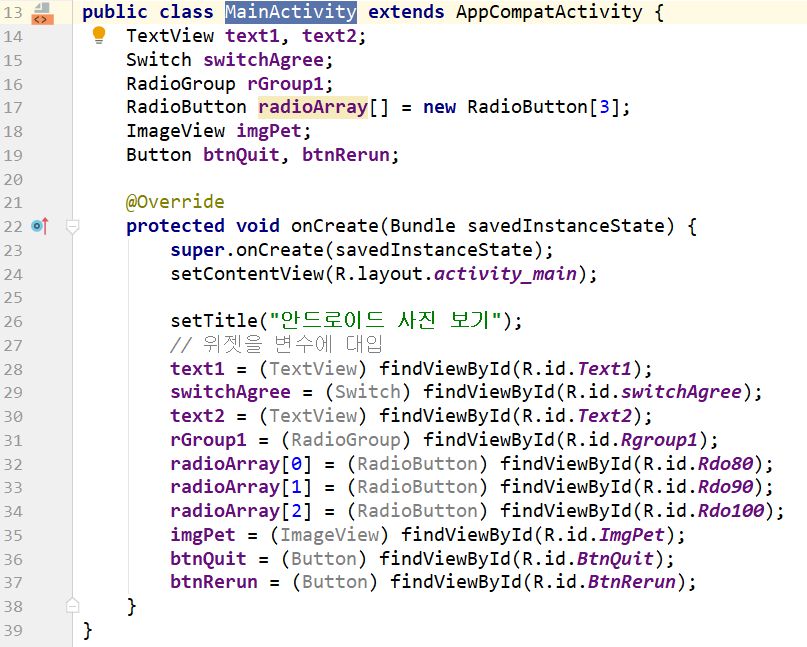 13 public class MainActivity extends AppCompatActivity {
14 TextView text1, text2;
15 Switch switchAgree;
16 RadioGroup rGroup1;
17 RadioButton radioArray[] = new RadioButton[3];
18 ImageView imgPet;
19 Button btnQuit, btnRerun;
20
21 @Override
22 protected void onCreate(Bundle savedInstanceState) {
23 super.onCreate(savedInstanceState);
24 setContentView(R.layout.activity_main);
25
26 setTitle("안드로이드 사진 보기");
27 // 위젯을 변수에 대입
28 text1 = (TextView) findViewById(R.id.Text1);
29 switchAgree = (Switch) findViewById(R.id.switchAgree);
30 text2 = (TextView) findViewById(R.id.Text2);
31 rGroup1 = (RadioGroup) findViewById(R.id.Rgroup1);
32 radioArray[0] = (RadioButton) findViewById(R.id.Rdo80);
33 radioArray[1] = (RadioButton) findViewById(R.id.Rdo90);
34 radioArray[2] = (RadioButton) findViewById(R.id.Rdo100);
35 imgPet = (ImageView) findViewById(R.id.ImgPet);
36 btnQuit = (Button) findViewById(R.id.BtnQuit);
37 btnRerun = (Button) findViewById(R.id.BtnRerun);
38 }
39 }